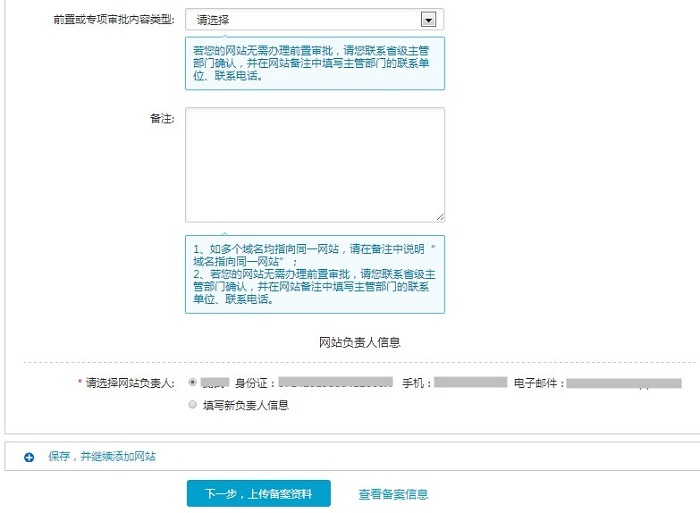 前置或专项审批内容类型: 请选择
若您的网站无需办理前置审批，请您联系省级主管
部门确认，并在网站备注中填写主管部门的联系单
位、联系电话。
备注:
1、如多个域名均指向同一网站，请在备注中说明“
域名指向同一网站”；
2、若您的网站无需办理前置审批，请您联系省级主
管部门确认，并在网站备注中填写主管部门的联系
单位、联系电话。
网站负责人信息
* 请选择网站负责人: 身份证： 手机： 电子邮件：
填写新负责人信息
保存，并继续添加网站
下一步，上传备案资料 查看备案信息